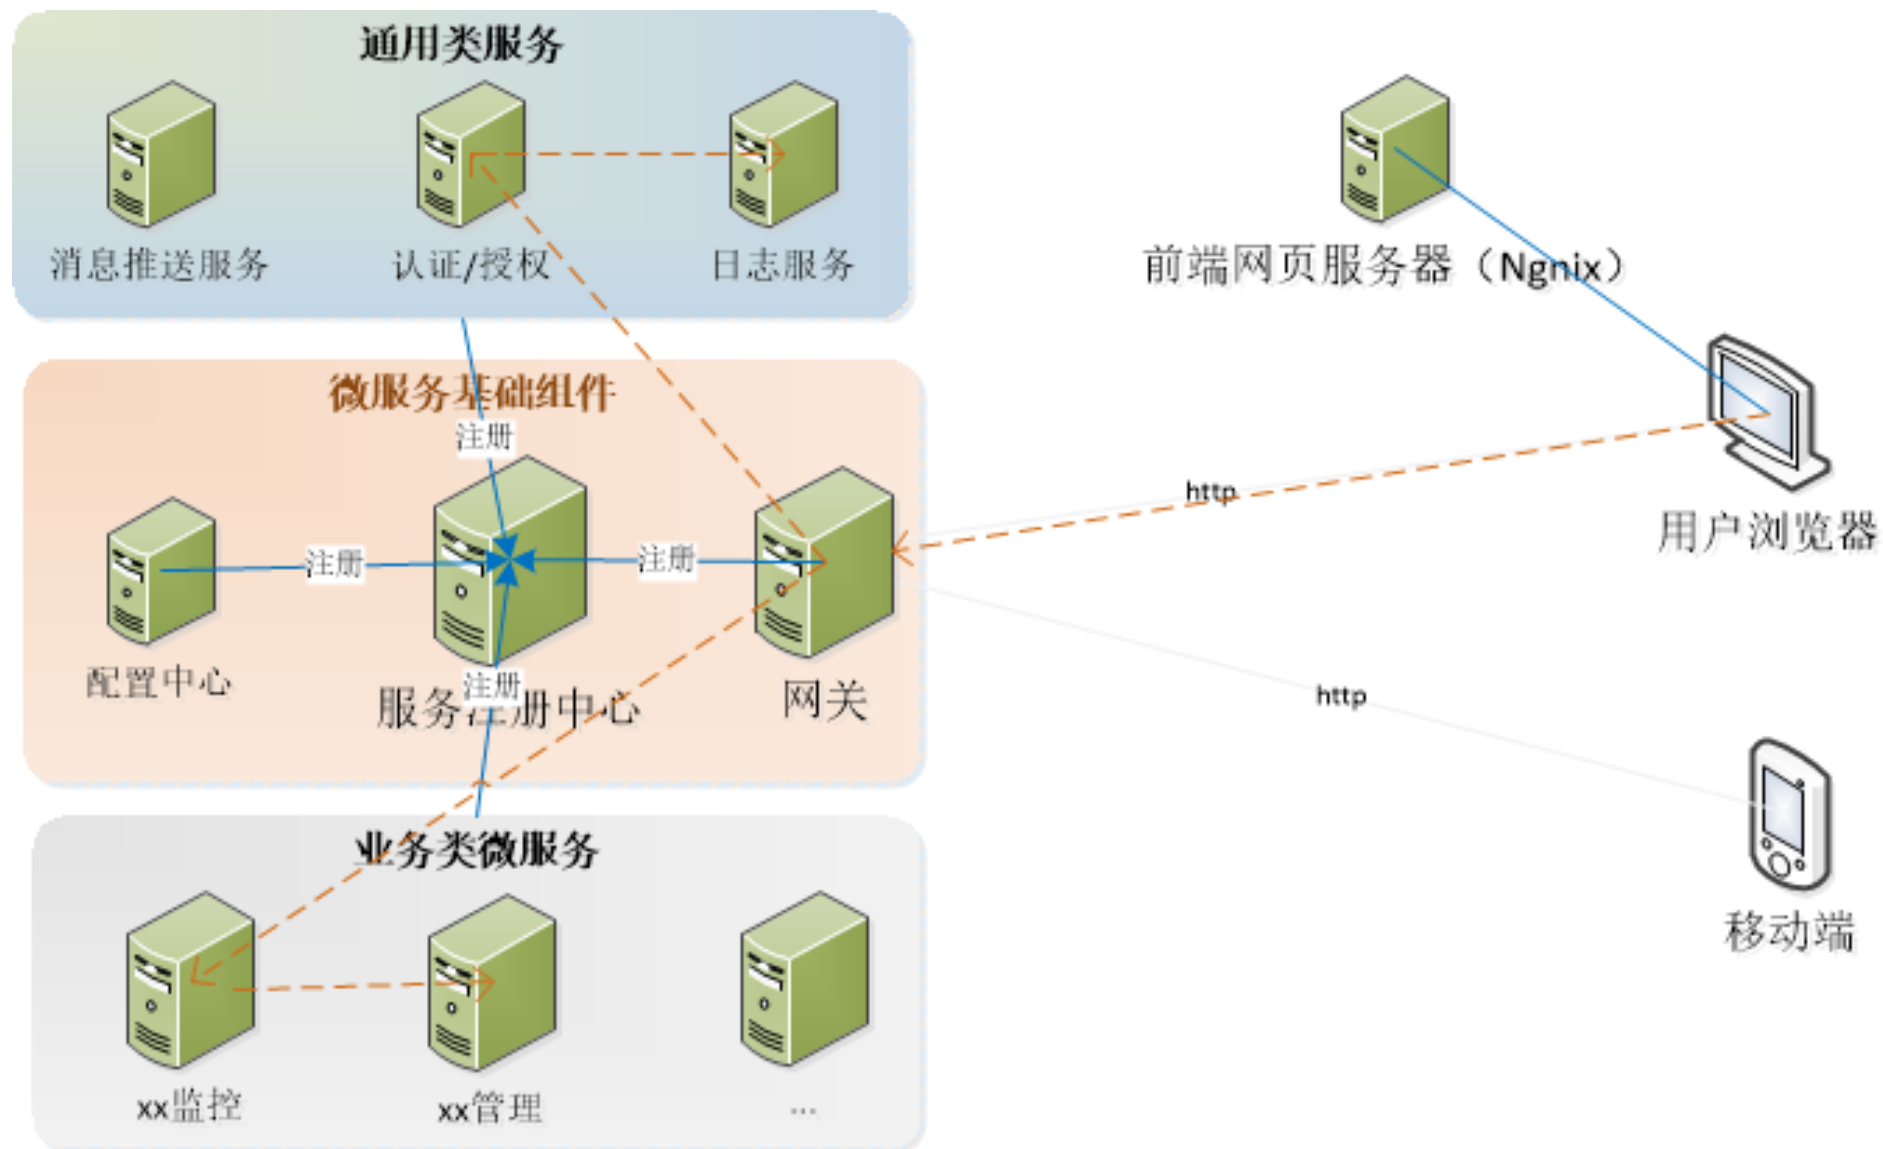 通用类服务
消息推送服务
认证/授权
日志服务
前端网页服务器（Ngnix）
微服务基础组件
注册
注册
注册
http
用户浏览器
配置中心
注册
服务注册中心
网关
http
业务类微服务
移动端
xx监控
xx管理
...